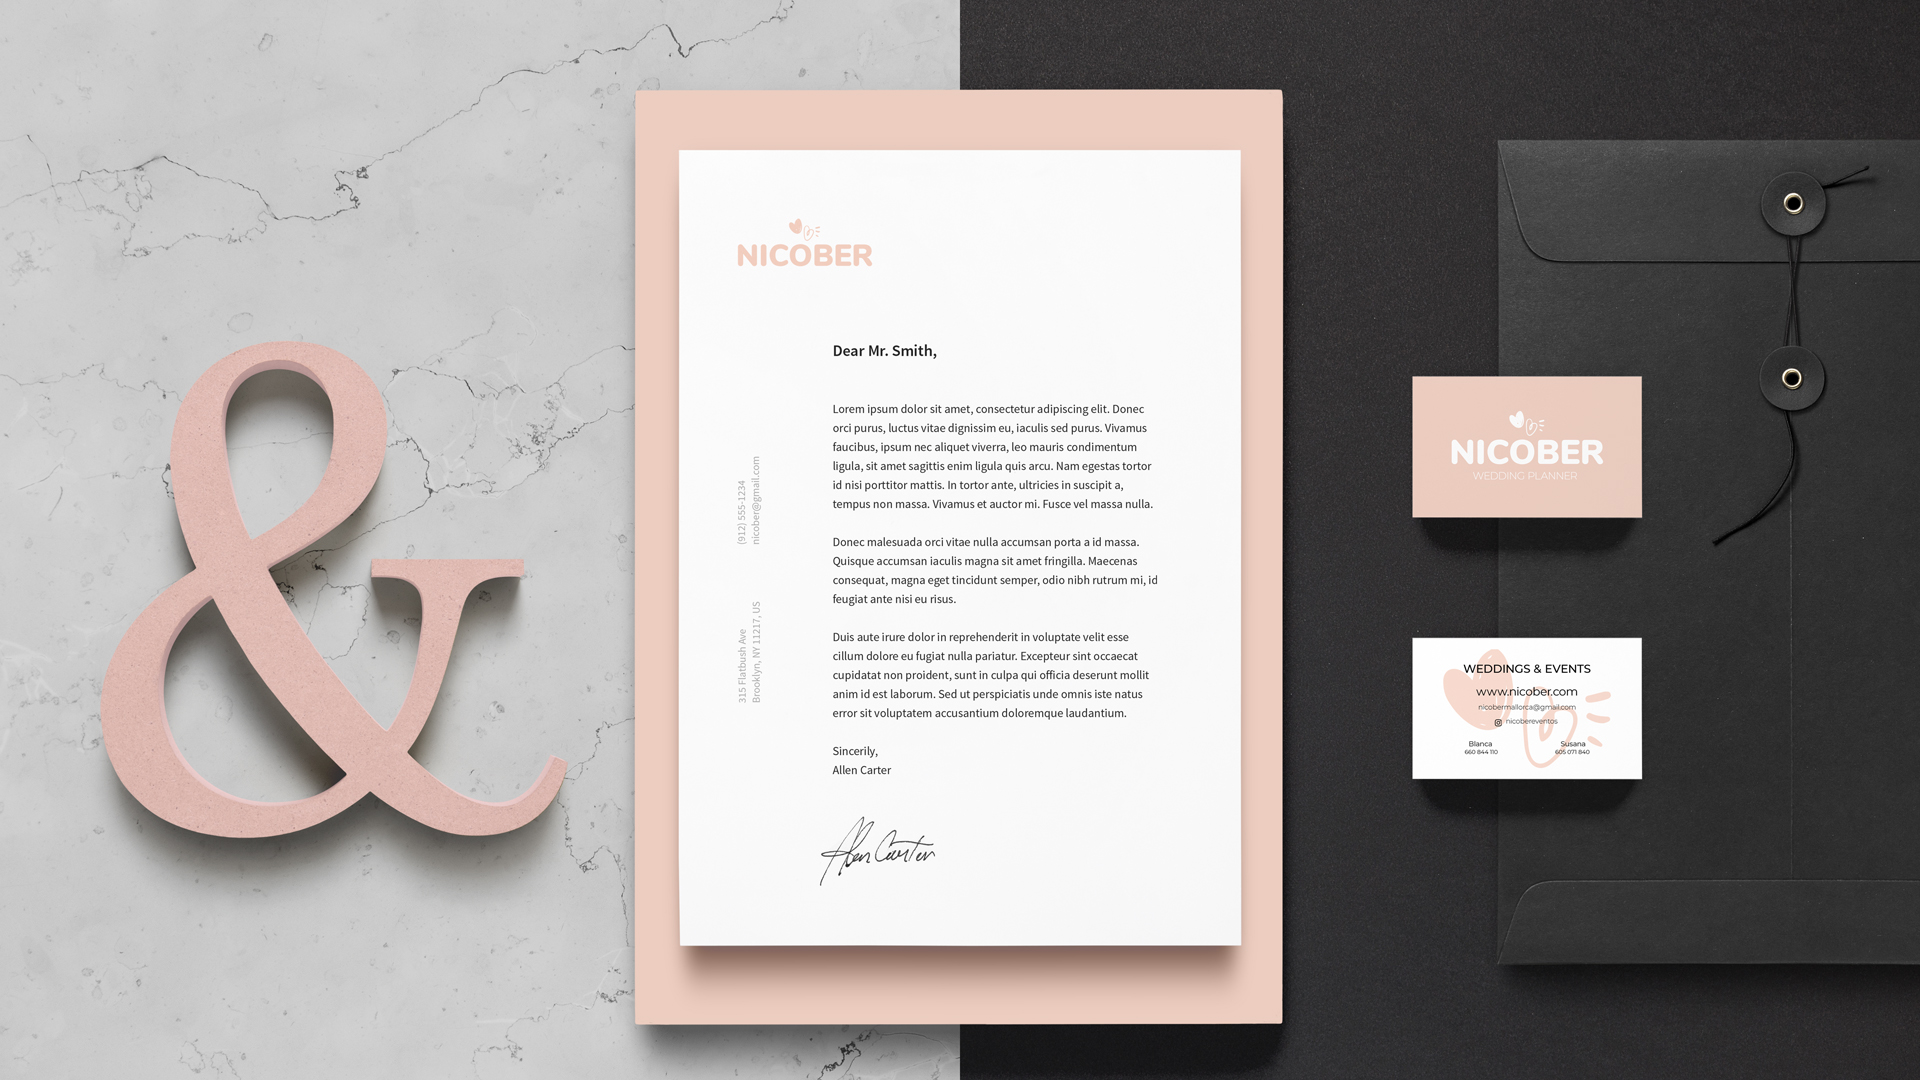 &
NICOBER
Dear Mr. Smith,
Lorem ipsum dolor sit amet, consectetur adipiscing elit. Donec
orci purus, luctus vitae dignissim eu, iaculis sed purus. Vivamus
faucibus, ipsum nec aliquet viverra, leo mauris condimentum
ligula, sit amet sagittis enim ligula quis arcu. Nam egestas tortor
id nisi porttitor mattis. In tortor ante, ultricies in suscipit a,
tempus non massa. Vivamus et auctor mi. Fusce vel massa nulla.
Donec malesuada orci vitae nulla accumsan porta a id massa.
Quisque accumsan iaculis magna sit amet fringilla. Maecenas
consequat, magna eget tincidunt semper, odio nibh rutrum mi, id
feugiat ante nisi eu risus.
Duis aute irure dolor in reprehenderit in voluptate velit esse
cillum dolore eu fugiat nulla pariatur. Excepteur sint occaecat
cupidatat non proident, sunt in culpa qui officia deserunt mollit
anim id est laborum. Sed ut perspiciatis unde omnis iste natus
error sit voluptatem accusantium doloremque laudantium.
Sincerily,
Allen Carter
Allen Carter
(912) 555-1234
nicober@gmail.com
315 Flatbush Ave
Brooklyn, NY 11217, US
NICOBER
WEDDING PLANNER
WEDDINGS & EVENTS
www.nicober.com
nicobermallorca@gmail.com
nicobereventos
Blanca Susana
660 844 110 605 071 840